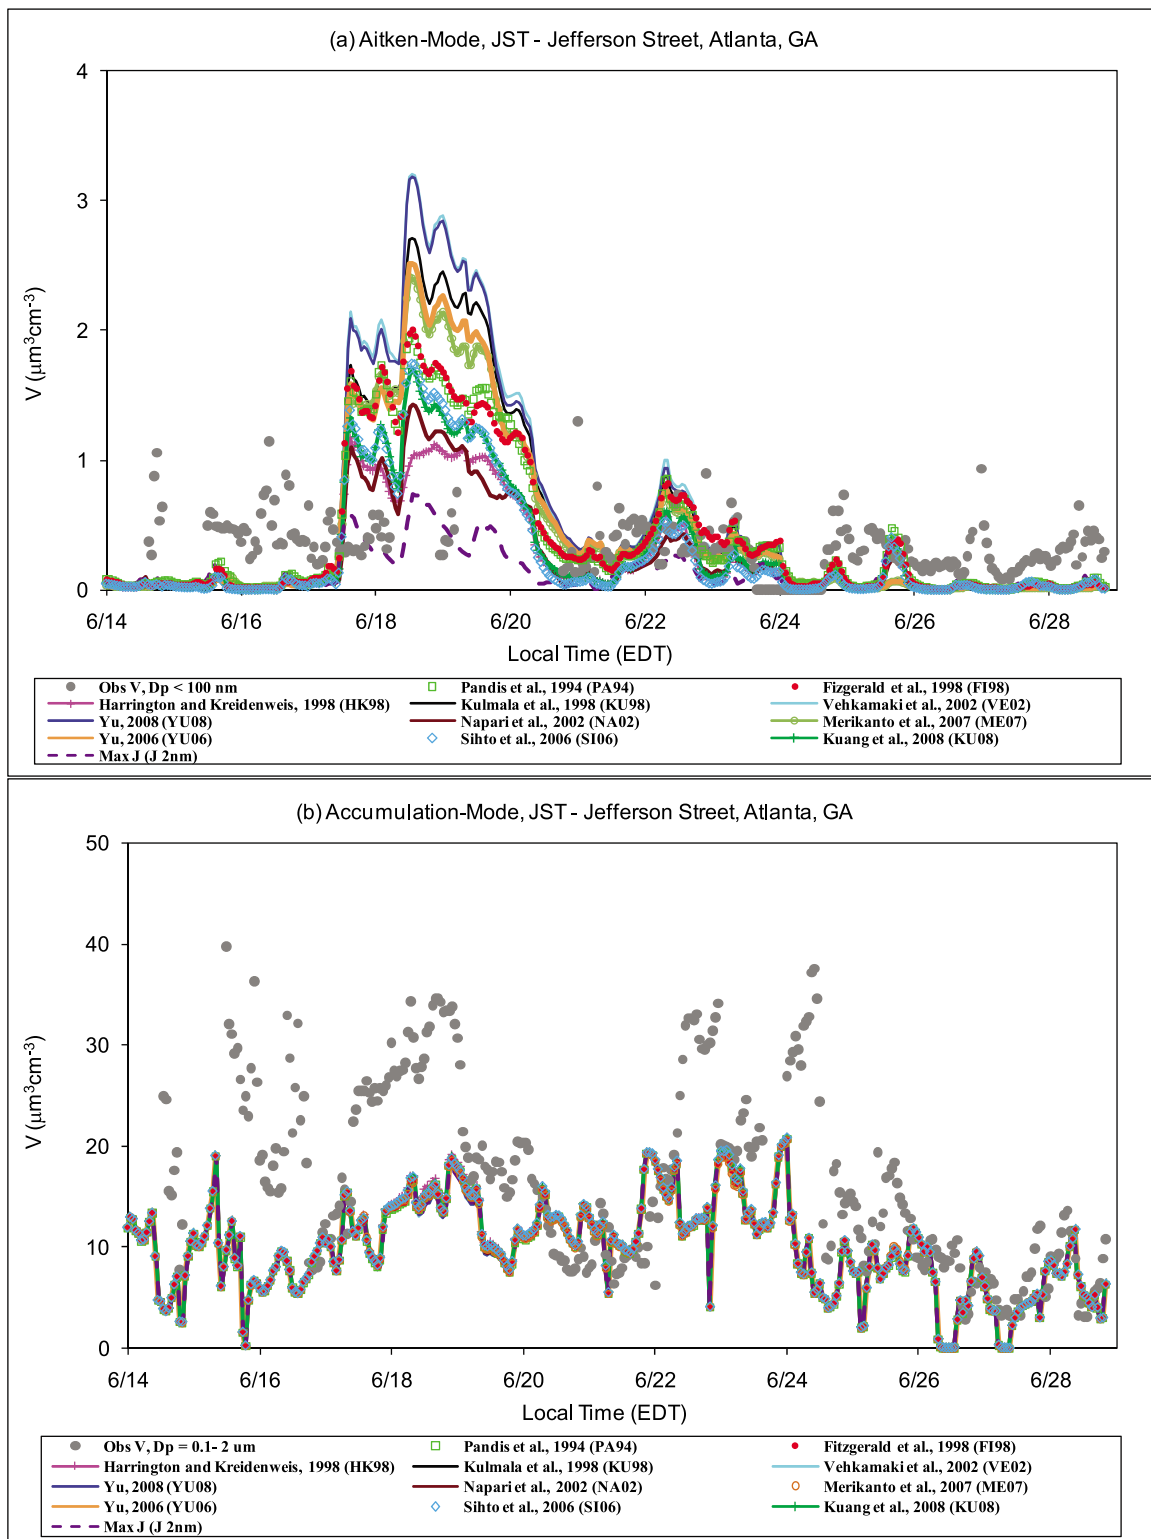 (a) Aitken-Mode, JST - Jefferson Street, Atlanta, GA
4
3
2
1
0
V (μm³cm⁻³)
6/14 6/16 6/18 6/20 6/22 6/24 6/26 6/28
Local Time (EDT)
Obs V, Dp < 100 nm Pandis et al., 1994 (PA94) Fizgerald et al., 1998 (FI98)
Harrington and Kreidenweis, 1998 (HK98) Kulmala et al., 1998 (KU98) Vehkamaki et al., 2002 (VE02)
Yu, 2008 (YU08) Napari et al., 2002 (NA02) Merikanto et al., 2007 (ME07)
Yu, 2006 (YU06) Sihto et al., 2006 (SI06) Kuang et al., 2008 (KU08)
Max J (J 2nm)
(b) Accumulation-Mode, JST - Jefferson Street, Atlanta, GA
50
40
30
20
10
0
V (μm³cm⁻³)
6/14 6/16 6/18 6/20 6/22 6/24 6/26 6/28
Local Time (EDT)
Obs V, Dp = 0.1- 2 um Pandis et al., 1994 (PA94) Fitzgerald et al., 1998 (FI98)
Harrington and Kreidenweis, 1998 (HK98) Kulmala et al., 1998 (KU98) Vehkamaki et al., 2002 (VE02)
Yu, 2008 (YU08) Napari et al., 2002 (NA02) Merikanto et al., 2007 (ME07)
Yu, 2006 (YU06) Sihto et al., 2006 (SI06) Kuang et al., 2008 (KU08)
Max J (J 2nm)